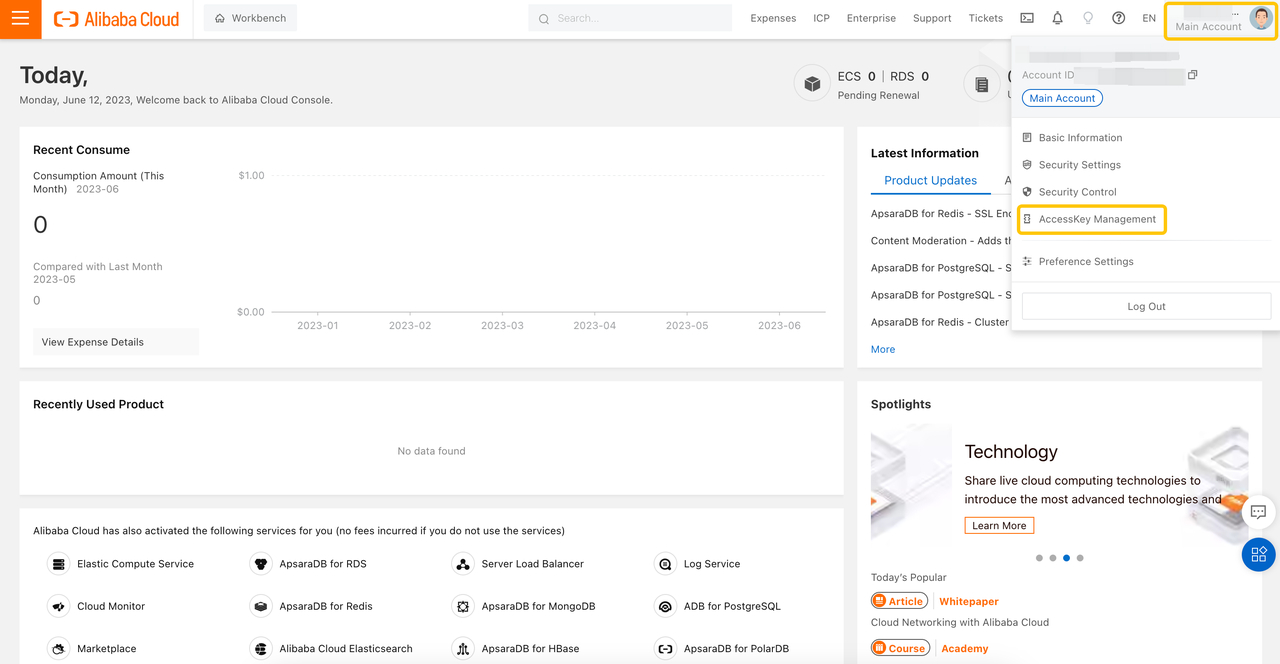 Alibaba Cloud
Workbench
Search...
Expenses
ICP
Enterprise
Support
Tickets
EN
...
Main Account
Today,
Monday, June 12, 2023, Welcome back to Alibaba Cloud Console.
ECS 0 | RDS 0
Pending Renewal
Account ID
Main Account
Basic Information
Security Settings
Security Control
AccessKey Management
Preference Settings
Log Out
Recent Consume
Consumption Amount (This
Month) 2023-06
0
Compared with Last Month
2023-05
0
View Expense Details
$1.00
$0.00
2023-01
2023-02
2023-03
2023-04
2023-05
2023-06
Latest Information
Product Updates
ApsaraDB for Redis - SSL
Content Moderation - Adds
ApsaraDB for PostgreSQL -
ApsaraDB for PostgreSQL -
ApsaraDB for Redis - Cluster
More
Recently Used Product
No data found
Spotlights
Technology
Share live cloud computing technologies to
introduce the most advanced technologies and
Learn More
Today's Popular
Article
Whitepaper
Cloud Networking with Alibaba Cloud
Course
Academy
Alibaba Cloud has also activated the following services for you (no fees incurred if you do not use the services)
Elastic Compute Service
ApsaraDB for RDS
Server Load Balancer
Log Service
Cloud Monitor
ApsaraDB for Redis
ApsaraDB for MongoDB
ADB for PostgreSQL
Marketplace
Alibaba Cloud Elasticsearch
ApsaraDB for HBase
ApsaraDB for PolarDB